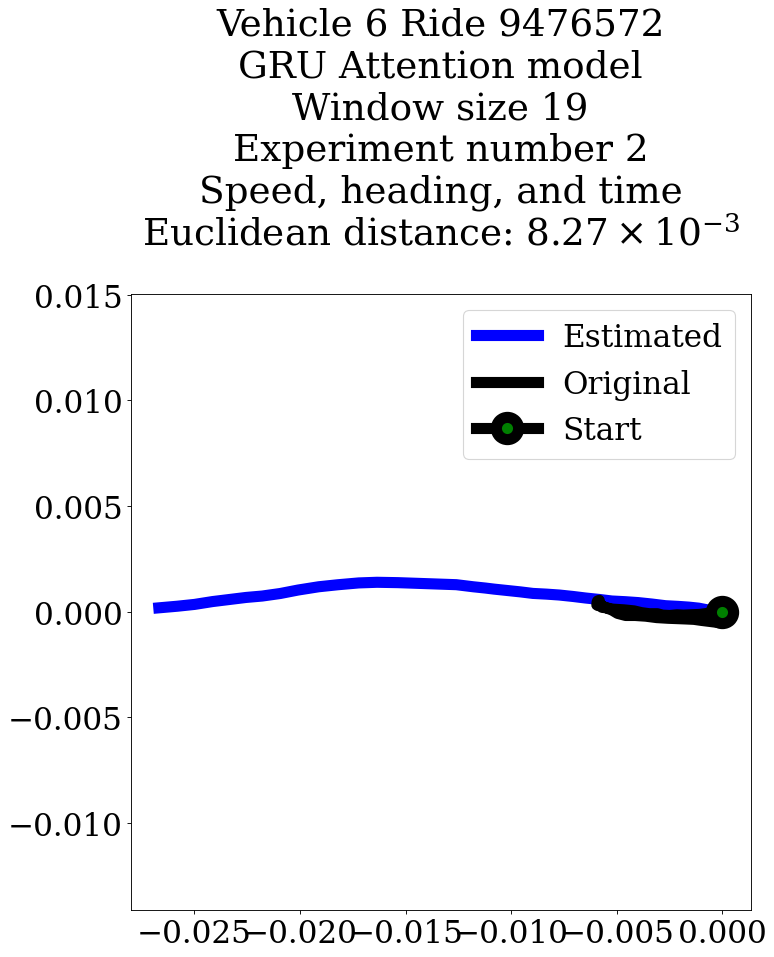 Vehicle 6 Ride 9476572
GRU Attention model
Window size 19
Experiment number 2
Speed, heading, and time
Euclidean distance: 8.27 × 10⁻³
0.015
0.010
0.005
0.000
−0.005
−0.010
Estimated
Original
Start
−0.025 −0.020 −0.015 −0.010 −0.005 0.000